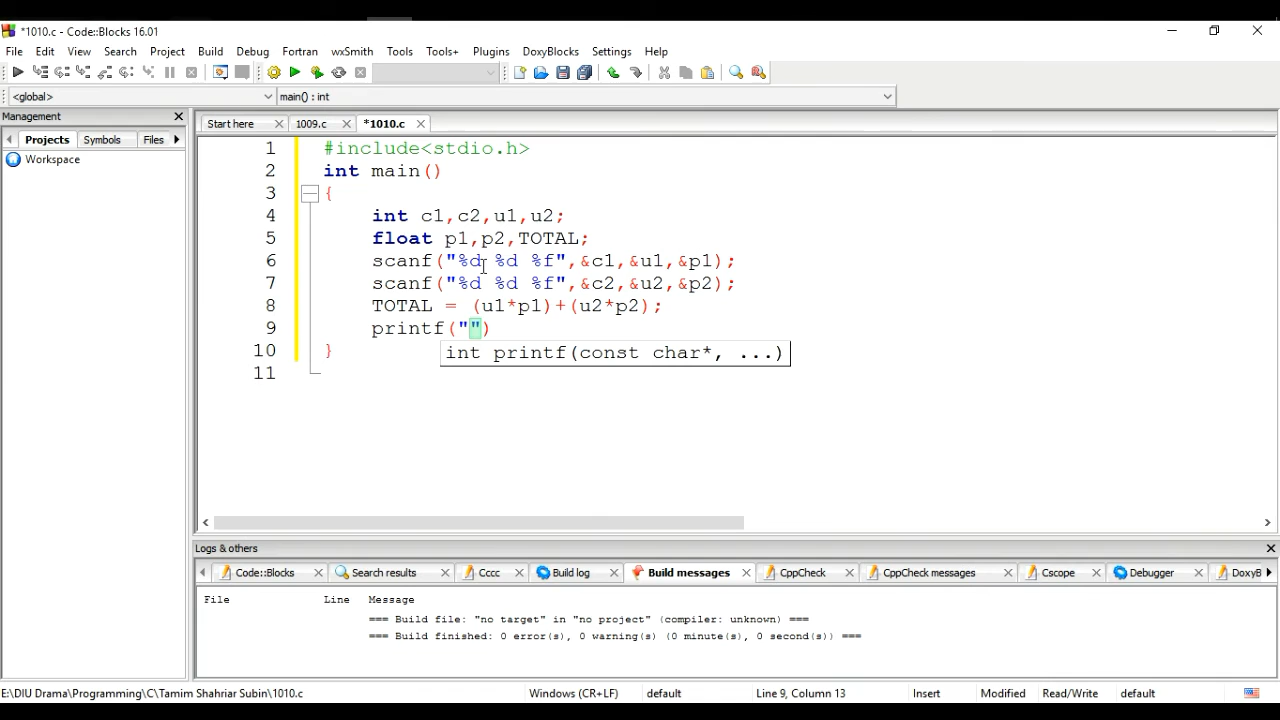 *1010.c - Code::Blocks 16.01
File Edit View Search Project Build Debug Fortran wxSmith Tools Tools+ Plugins DoxyBlocks Settings Help
<global> main() : int
Management
Projects Symbols Files
Workspace
Start here 1009.c *1010.c
1 #include<stdio.h>
2 int main()
3 {
4 int c1,c2,u1,u2;
5 float p1,p2,TOTAL;
6 scanf("%d %d %f",&c1,&u1,&p1);
7 scanf("%d %d %f",&c2,&u2,&p2);
8 TOTAL = (u1*p1)+(u2*p2);
9 printf("")
10 }
int printf(const char*, ...)
11
Logs & others
Code::Blocks Search results Cccc Build log Build messages CppCheck CppCheck messages Cscope Debugger DoxyB
File Line Message
=== Build file: "no target" in "no project" (compiler: unknown) ===
=== Build finished: 0 error(s), 0 warning(s) (0 minute(s), 0 second(s)) ===
E:\DIU Drama\Programming\C\Tamim Shahriar Subin\1010.c Windows (CR+LF) default Line 9, Column 13 Insert Modified Read/Write default